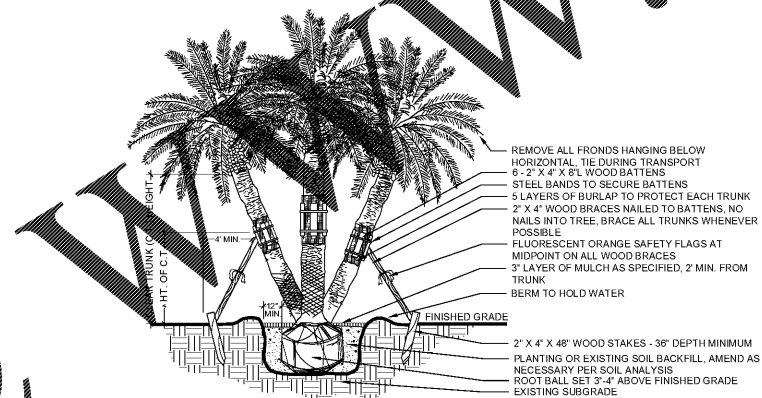 WWW.
REMOVE ALL FRONDS HANGING BELOW
HORIZONTAL, TIE DURING TRANSPORT
6 - 2" X 4" X 8"L WOOD BATTENS
STEEL BANDS TO SECURE BATTENS
5 LAYERS OF BURLAP TO PROTECT EACH TRUNK
2" X 4" WOOD BRACES NAILED TO BATTENS, NO
NAILS INTO TREE, BRACE ALL TRUNKS WHENEVER
POSSIBLE
FLUORESCENT ORANGE SAFETY FLAGS AT
MIDPOINT ON ALL WOOD BRACES
3" LAYER OF MULCH AS SPECIFIED, 2' MIN. FROM
TRUNK
BERM TO HOLD WATER
FINISHED GRADE
2" X 4" X 48" WOOD STAKES - 36" DEPTH MINIMUM
PLANTING OR EXISTING SOIL BACKFILL, AMEND AS
NECESSARY PER SOIL ANALYSIS
ROOT BALL SET 3"-4" ABOVE FINISHED GRADE
EXISTING SUBGRADE
4' MIN.
12"
MIN
TRUNK
HEIGHT
HT. OF C.T